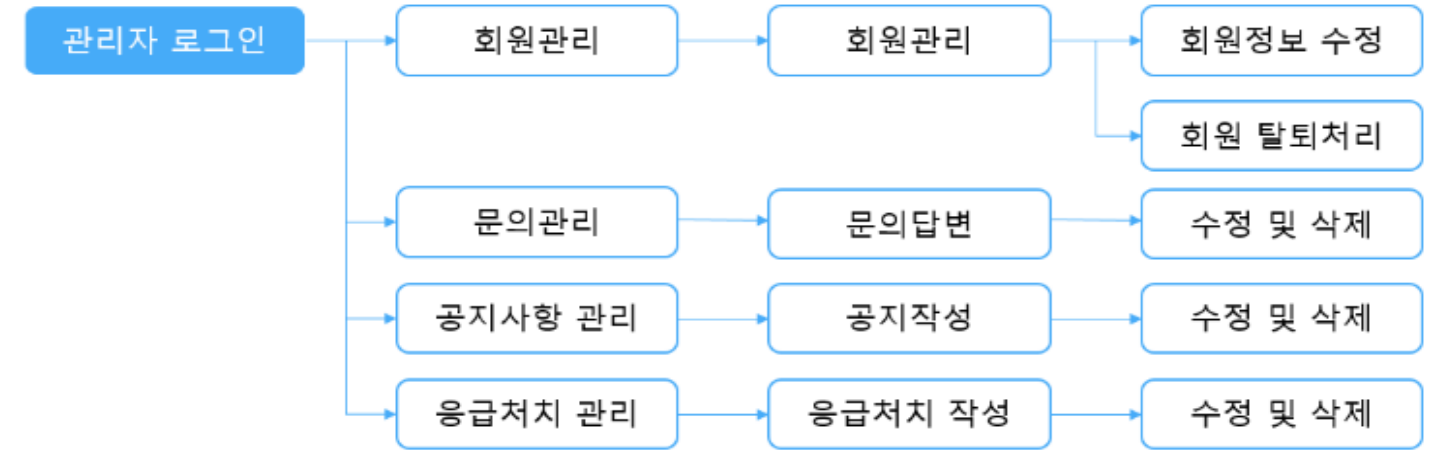 관리자 로그인
회원관리
회원관리
회원정보 수정
회원 탈퇴처리
문의관리
문의답변
수정 및 삭제
공지사항 관리
공지작성
수정 및 삭제
응급처치 관리
응급처치 작성
수정 및 삭제